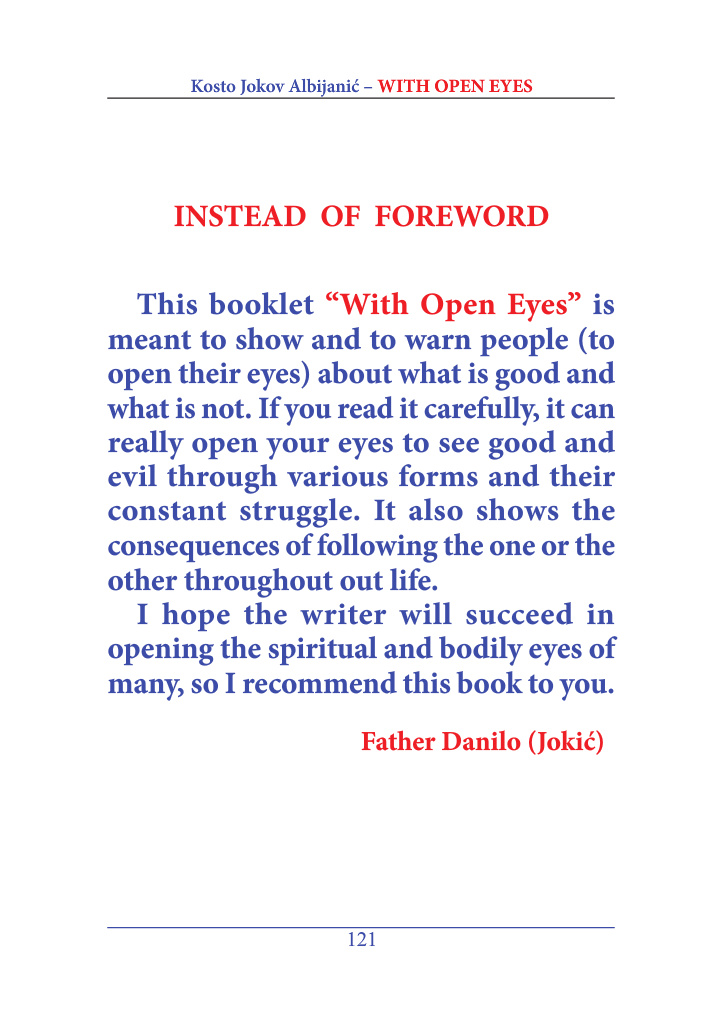 Kosto Jokov Albijanić – WITH OPEN EYES
INSTEAD OF FOREWORD
This booklet “With Open Eyes” is
meant to show and to warn people (to
open their eyes) about what is good and
what is not. If you read it carefully, it can
really open your eyes to see good and
evil through various forms and their
constant struggle. It also shows the
consequences of following the one or the
other throughout out life.
I hope the writer will succeed in
opening the spiritual and bodily eyes of
many, so I recommend this book to you.
Father Danilo (Jokić)
121